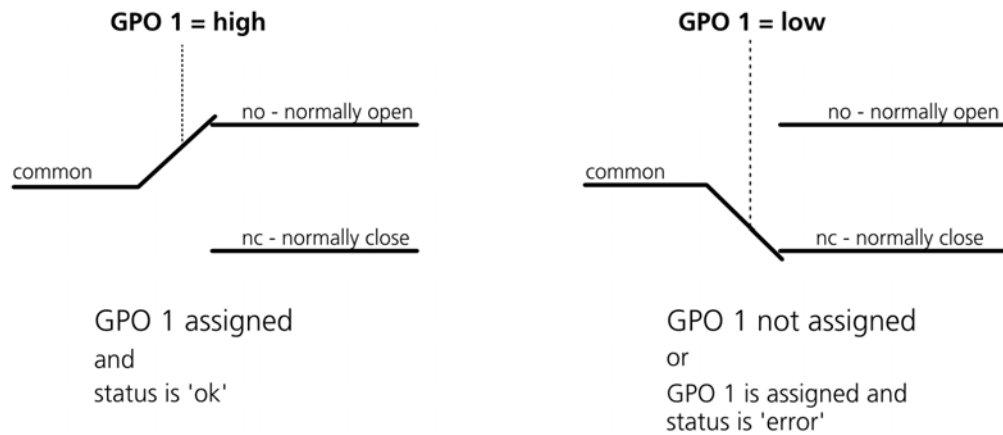 GPO 1 = high
no - normally open
common
nc - normally close
GPO 1 assigned
and
status is 'ok'
GPO 1 = low
no - normally open
common
nc - normally close
GPO 1 not assigned
or
GPO 1 is assigned and
status is 'error'